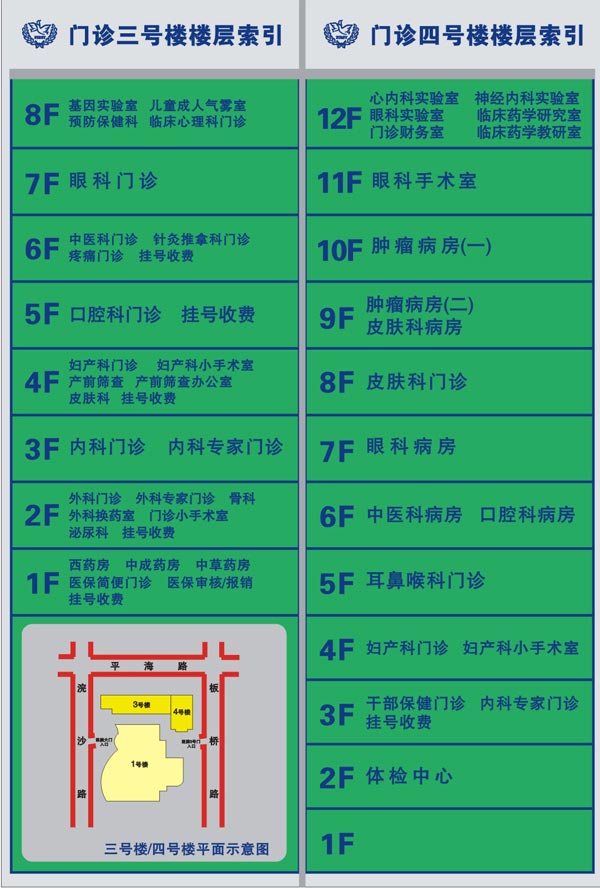 门诊三号楼楼层索引
8F
基因实验室 儿童成人气雾室
预防保健科 临床心理科门诊
7F
眼科门诊
6F
中医科门诊 针灸推拿科门诊
疼痛门诊 挂号收费
5F
口腔科门诊 挂号收费
4F
妇产科门诊 妇产科小手术室
产前筛查 产前筛查办公室
皮肤科 挂号收费
3F
内科门诊 内科专家门诊
2F
外科门诊 外科专家门诊 骨科
外科换药室 门诊小手术室
泌尿科 挂号收费
1F
西药房 中成药房 中草药房
医保简便门诊 医保审核/报销
挂号收费
平海路
浣沙路
板桥路
3号楼
4号楼
1号楼
入口
入口
三号楼/四号楼平面示意图
门诊四号楼楼层索引
12F
心内科实验室 神经内科实验室
眼科实验室 临床药学研究室
门诊财务室 临床药学教研室
11F
眼科手术室
10F
肿瘤病房(一)
9F
肿瘤病房(二)
皮肤科病房
8F
皮肤科门诊
7F
眼科病房
6F
中医科病房 口腔科病房
5F
耳鼻喉科门诊
4F
妇产科门诊 妇产科小手术室
3F
干部保健门诊 内科专家门诊
挂号收费
2F
体检中心
1F